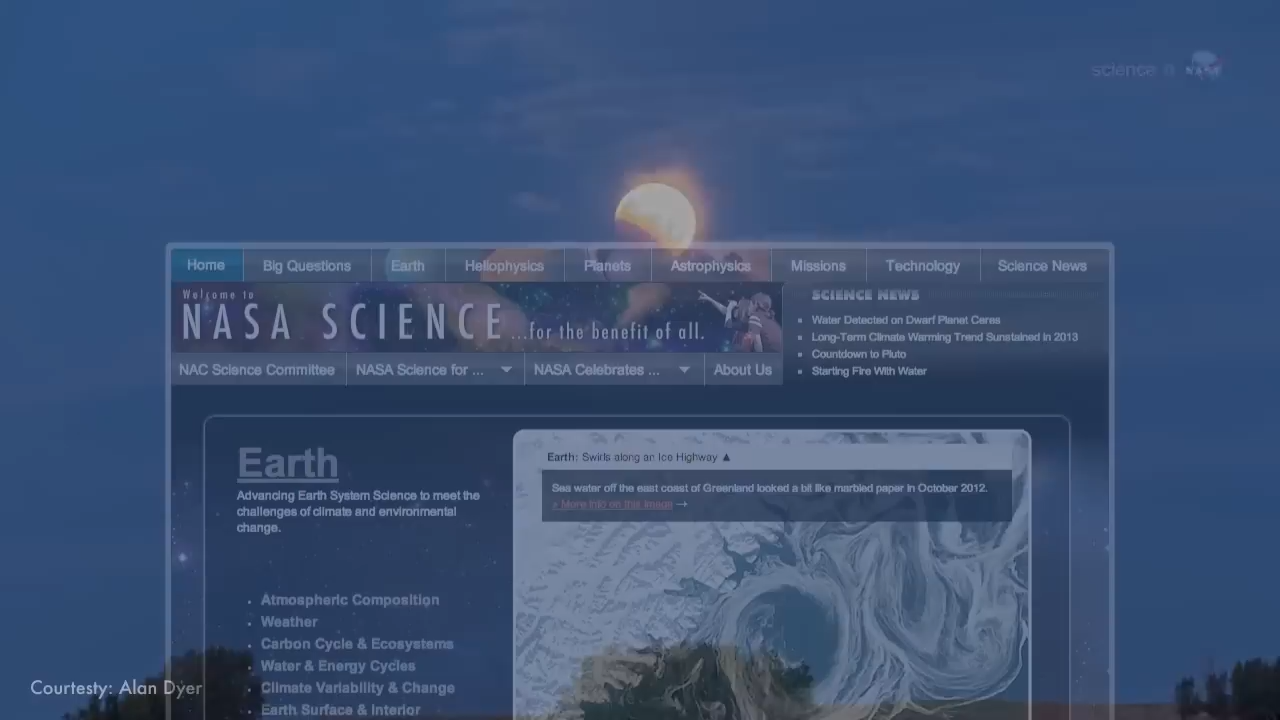 science
NASA
Home Big Questions Earth Heliophysics Planets Astrophysics Missions Technology Science News
Welcome to
NASA SCIENCE ...for the benefit of all.
SCIENCE NEWS
Water Detected on Dwarf Planet Ceres
Long-Term Climate Warming Trend Sunstained in 2013
Countdown to Pluto
Starting Fire With Water
NAC Science Committee NASA Science for ... NASA Celebrates ... About Us
Earth
Advancing Earth System Science to meet the
challenges of climate and environmental
change.
Earth: Swirls along an Ice Highway ▲
Sea water off the east coast of Greenland looked a bit like marbled paper in October 2012.
» More info on this image →
Atmospheric Composition
Weather
Carbon Cycle & Ecosystems
Water & Energy Cycles
Climate Variability & Change
Earth Surface & Interior
Courtesty: Alan Dyer